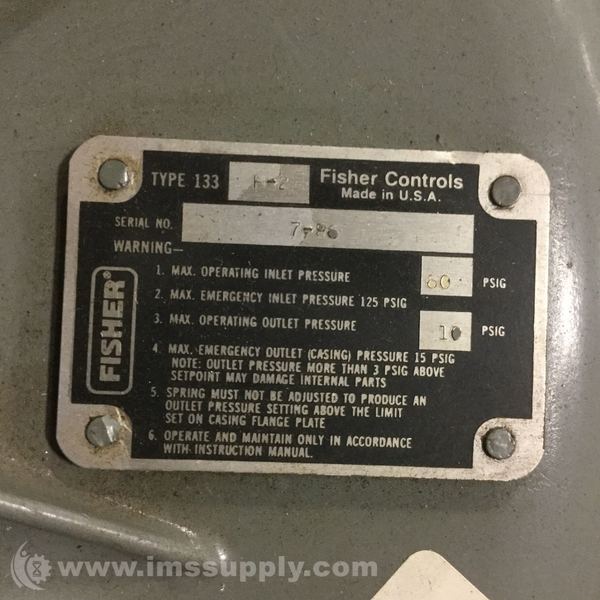 TYPE 133
Fisher Controls
Made in U.S.A.
SERIAL NO.
WARNING—
1. MAX. OPERATING INLET PRESSURE 60 PSIG
2. MAX. EMERGENCY INLET PRESSURE 125 PSIG
3. MAX. OPERATING OUTLET PRESSURE 10 PSIG
4. MAX. EMERGENCY OUTLET (CASING) PRESSURE 15 PSIG
NOTE: OUTLET PRESSURE MORE THAN 3 PSIG ABOVE
SETPOINT MAY DAMAGE INTERNAL PARTS
5. SPRING MUST NOT BE ADJUSTED TO PRODUCE AN
OUTLET PRESSURE SETTING ABOVE THE LIMIT
SET ON CASING FLANGE PLATE
6. OPERATE AND MAINTAIN ONLY IN ACCORDANCE
WITH INSTRUCTION MANUAL.
FISHER®
www.imssupply.com